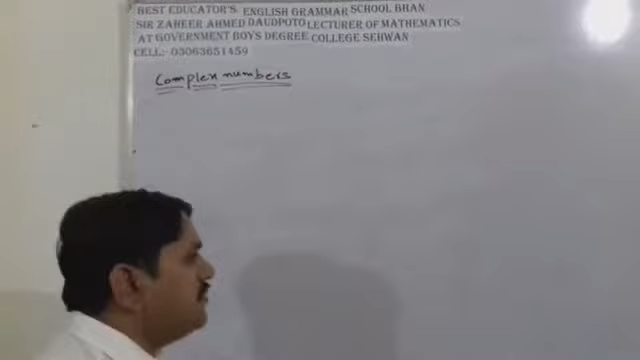 BEST EDUCATOR'S ENGLISH GRAMMAR SCHOOL BHAN
SIR ZAHEER AHMED DAUDPOTO LECTURER OF MATHEMATICS
AT GOVERNMENT BOYS DEGREE COLLEGE SEHWAN
CELL:- 03063651459
Complex numbers